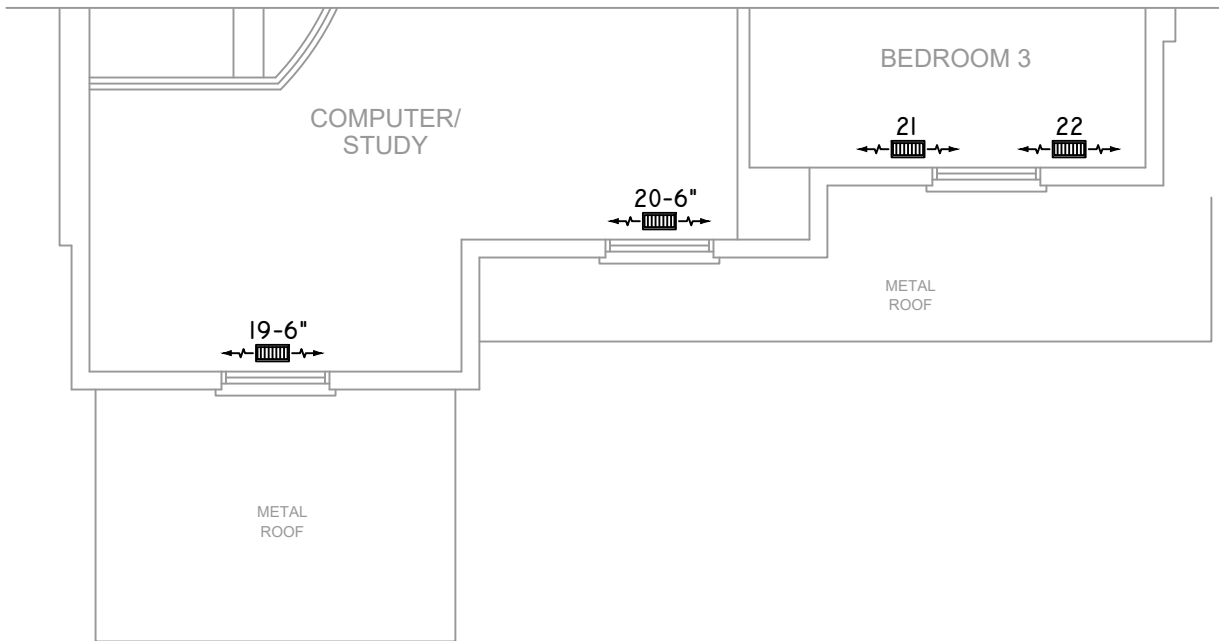 BEDROOM 3
COMPUTER/
STUDY
21
22
20-6"
METAL
ROOF
19-6"
METAL
ROOF